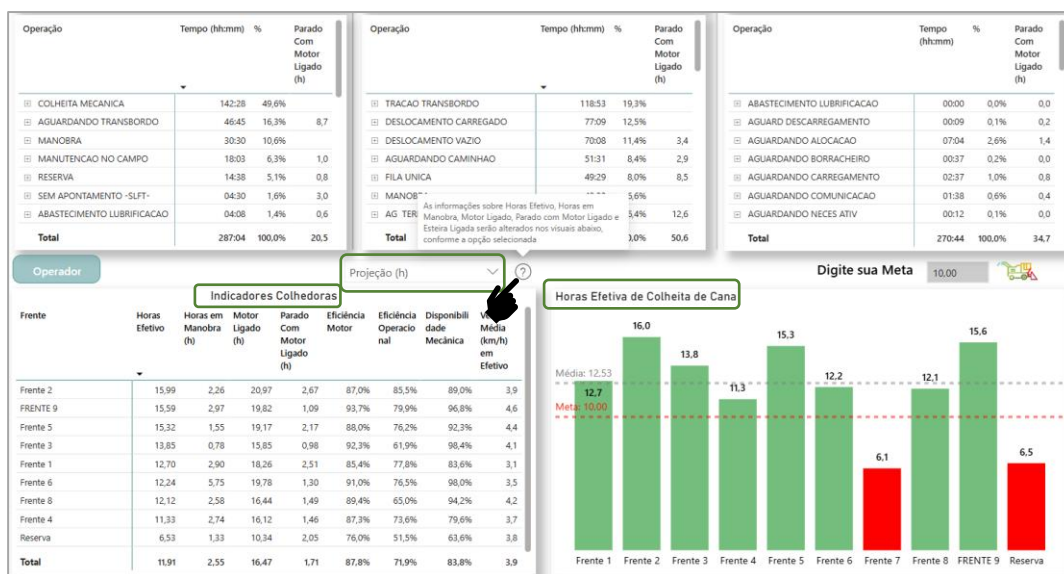 Operação Tempo (hh:mm) % Parado Com Motor Ligado (h)
COLHEITA MECANICA 142:28 49,6%
AGUARDANDO TRANSBORDO 46:45 16,3% 8,7
MANOBRA 30:30 10,6%
MANUTENCAO NO CAMPO 18:03 6,3% 1,0
RESERVA 14:38 5,1% 0,8
SEM APONTAMENTO -SLFT- 04:30 1,6% 3,0
ABASTECIMENTO LUBRIFICACAO 04:08 1,4% 0,6
Total 287:04 100,0% 20,5
Operação Tempo (hh:mm) % Parado Com Motor Ligado (h)
TRACAO TRANSBORDO 118:53 19,3%
DESLOCAMENTO CARREGADO 77:09 12,5%
DESLOCAMENTO VAZIO 70:08 11,4% 3,4
AGUARDANDO CAMINHAO 51:31 8,4% 2,9
FILA UNICA 49:29 8,0% 8,5
MANOB 5,6%
AG TER 5,4% 12,6
Total 0,0% 50,6
As informações sobre Horas Efetivo, Horas em
Manobra, Motor Ligado, Parado com Motor Ligado e
Esteira Ligada serão alterados nos visuais abaixo,
conforme a opção selecionada
Operação Tempo (hh:mm) % Parado Com Motor Ligado (h)
ABASTECIMENTO LUBRIFICACAO 00:00 0,0% 0,0
AGUARD DESCARREGAMENTO 00:09 0,1% 0,2
AGUARDANDO ALOCACAO 07:04 2,6% 1,4
AGUARDANDO BORRACHEIRO 00:37 0,2% 0,0
AGUARDANDO CARREGAMENTO 02:37 1,0% 0,8
AGUARDANDO COMUNICACAO 01:38 0,6% 0,4
AGUARDANDO NECES ATIV 00:12 0,1% 0,0
Total 270:44 100,0% 34,7
Operador
Projeção (h)
?
Digite sua Meta 10,00
Indicadores Colhedoras
Frente Horas Efetivo Horas em Manobra (h) Motor Ligado (h) Parado Com Motor Ligado (h) Eficiência Motor Eficiência Operacio nal Disponibili dade Mecânica Média (km/h) em Efetivo
Frente 2 15,99 2,26 20,97 2,67 87,0% 85,5% 89,0% 3,9
FRENTE 9 15,59 2,97 19,82 1,09 93,7% 79,9% 96,8% 4,6
Frente 5 15,32 1,55 19,17 2,17 88,0% 76,2% 92,3% 4,4
Frente 3 13,85 0,78 15,85 0,98 92,3% 61,9% 98,4% 4,1
Frente 1 12,70 2,90 18,26 2,51 85,4% 77,8% 83,6% 3,1
Frente 6 12,24 5,75 19,78 1,30 91,0% 76,5% 98,0% 3,5
Frente 8 12,12 2,58 16,44 1,49 89,4% 65,0% 94,2% 4,2
Frente 4 11,33 2,74 16,12 1,46 87,3% 73,6% 79,6% 3,7
Reserva 6,53 1,33 10,34 2,05 76,0% 51,5% 63,6% 3,8
Total 11,91 2,55 16,47 1,71 87,8% 71,9% 83,8% 3,9
Horas Efetiva de Colheita de Cana
Média: 12.53
Meta: 10.00
12,7 16,0 13,8 11,3 15,3 12,2 6,1 12,1 15,6 6,5
Frente 1 Frente 2 Frente 3 Frente 4 Frente 5 Frente 6 Frente 7 Frente 8 FRENTE 9 Reserva